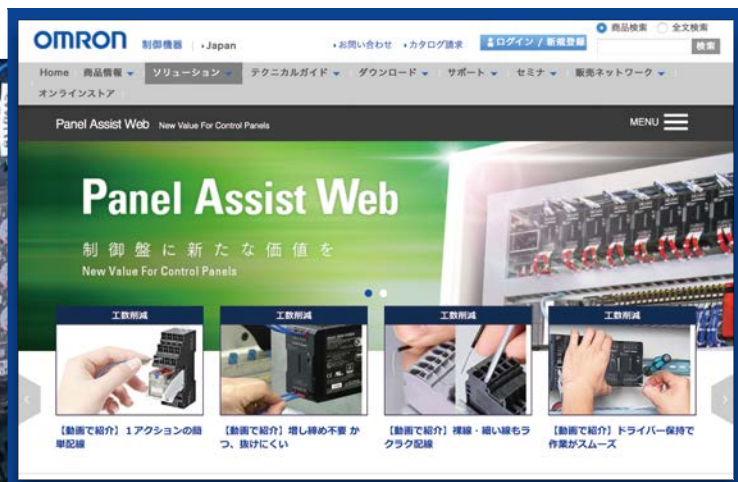 商品検索 全文検索
OMRON 制御機器 Japan お問い合わせ カタログ請求 ログイン / 新規登録 検索
Home 商品情報 ソリューション テクニカルガイド ダウンロード サポート セミナ 販売ネットワーク
オンラインストア
Panel Assist Web New Value For Control Panels MENU
Panel Assist Web
制御盤に新たな価値を
New Value For Control Panels
工数削減 工数削減 工数削減 工数削減
【動画で紹介】1アクションの簡 【動画で紹介】増し締め不要 か 【動画で紹介】裸線・細い線もラ 【動画で紹介】ドライバー保持で
単配線 つ、抜けにくい クラク配線 作業がスムーズ